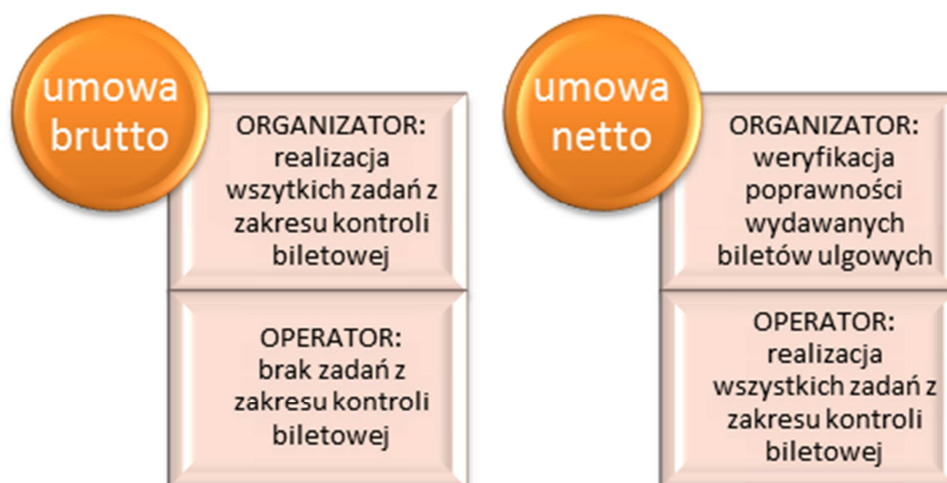 umowa
brutto
ORGANIZATOR:
realizacja
wszytkich zadań z
zakresu kontroli
biletowej
OPERATOR:
brak zadań z
zakresu kontroli
biletowej
umowa
netto
ORGANIZATOR:
weryfikacja
poprawności
wydawanych
biletów ulgowych
OPERATOR:
realizacja
wszystkich zadań z
zakresu kontroli
biletowej